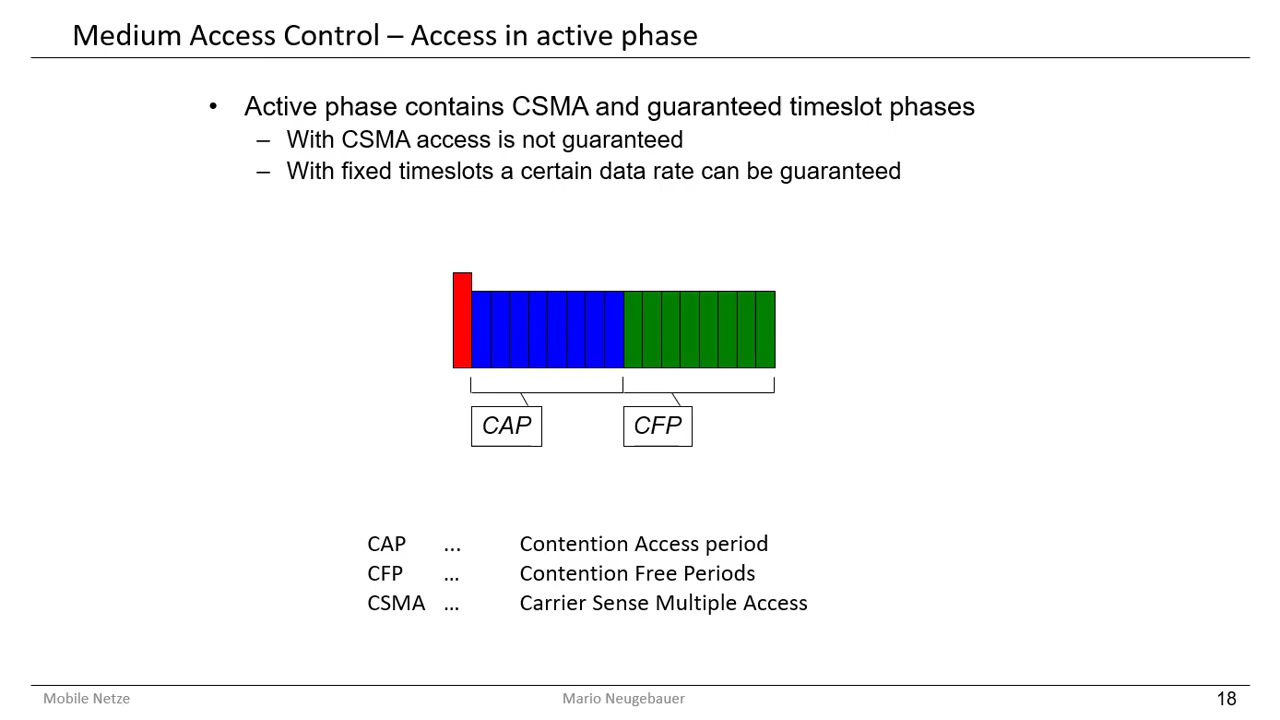 Medium Access Control – Access in active phase
• Active phase contains CSMA and guaranteed timeslot phases
– With CSMA access is not guaranteed
– With fixed timeslots a certain data rate can be guaranteed
CAP CFP
CAP ... Contention Access period
CFP ... Contention Free Periods
CSMA ... Carrier Sense Multiple Access
Mobile Netze Mario Neugebauer 18